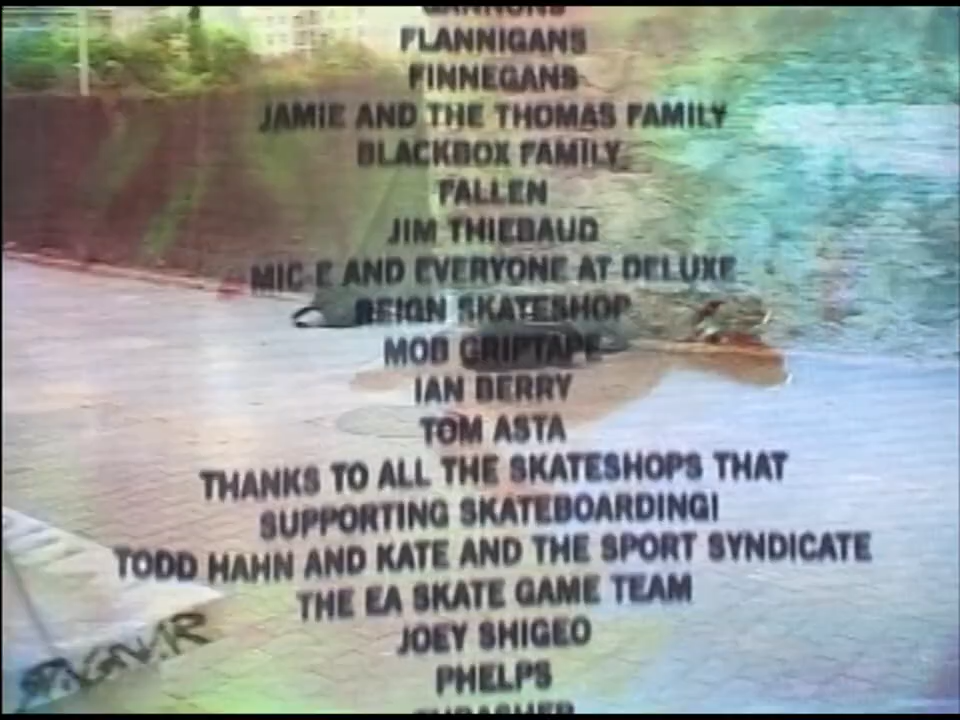 GANNONS
FLANNIGANS
FINNEGANS
JAMIE AND THE THOMAS FAMILY
BLACKBOX FAMILY
FALLEN
JIM THIEBAUD
MIC-E AND EVERYONE AT DELUXE
REIGN SKATESHOP
MOB GRIPTAPE
IAN BERRY
TOM ASTA
THANKS TO ALL THE SKATESHOPS THAT
SUPPORTING SKATEBOARDING!
TODD HAHN AND KATE AND THE SPORT SYNDICATE
THE EA SKATE GAME TEAM
JOEY SHIGEO
PHELPS
THRASHER